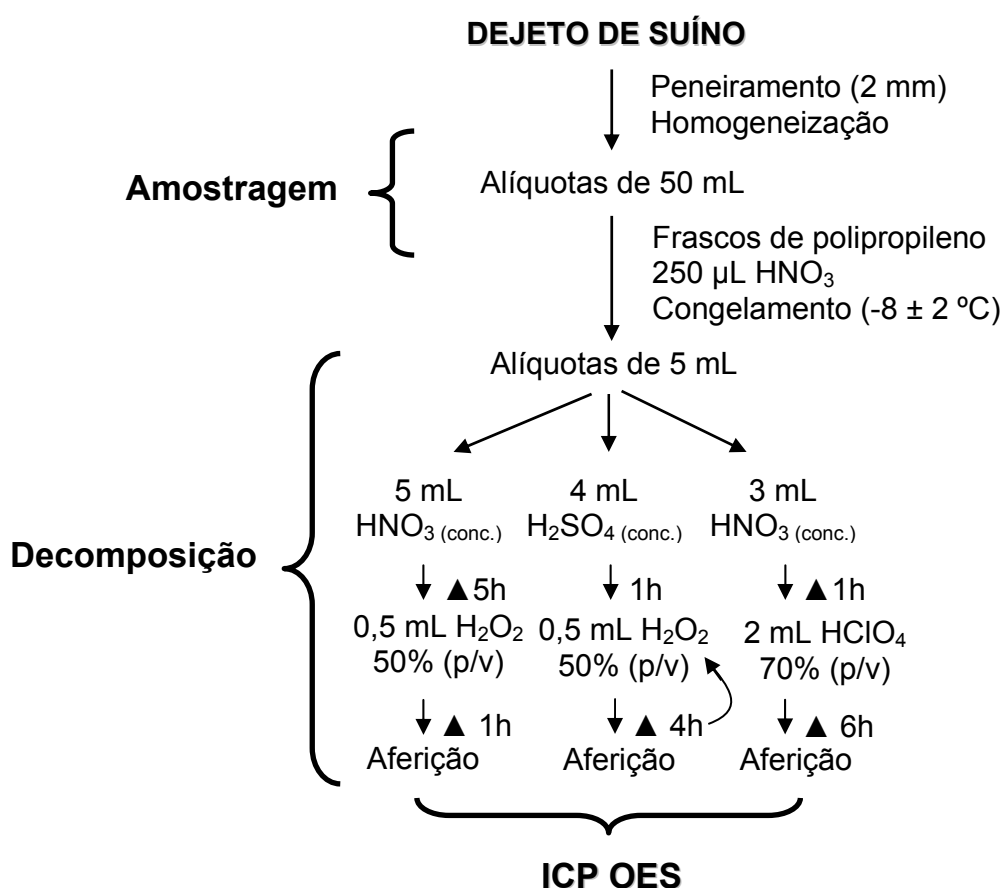 DEJETO DE SUÍNO
Peneiramento (2 mm)
Homogeneização
Amostragem
Alíquotas de 50 mL
Frascos de polipropileno
250 µL HNO₃
Congelamento (-8 ± 2 ºC)
Alíquotas de 5 mL
Decomposição
5 mL
HNO₃ (conc.)
▲5h
0,5 mL H₂O₂
50% (p/v)
▲ 1h
Aferição
4 mL
H₂SO₄ (conc.)
1h
0,5 mL H₂O₂
50% (p/v)
▲ 4h
Aferição
3 mL
HNO₃ (conc.)
▲1h
2 mL HClO₄
70% (p/v)
▲ 6h
Aferição
ICP OES